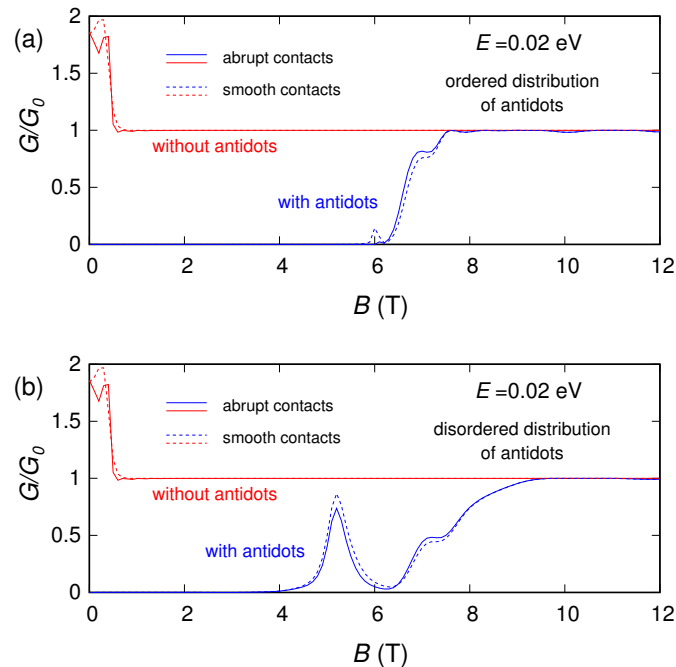 (a)
G/G0
2
1.5
1
0.5
0
abrupt contacts
smooth contacts
E =0.02 eV
ordered distribution
of antidots
without antidots
with antidots
0 2 4 6 8 10 12
B (T)
(b)
G/G0
2
1.5
1
0.5
0
abrupt contacts
smooth contacts
E =0.02 eV
disordered distribution
of antidots
without antidots
with antidots
0 2 4 6 8 10 12
B (T)